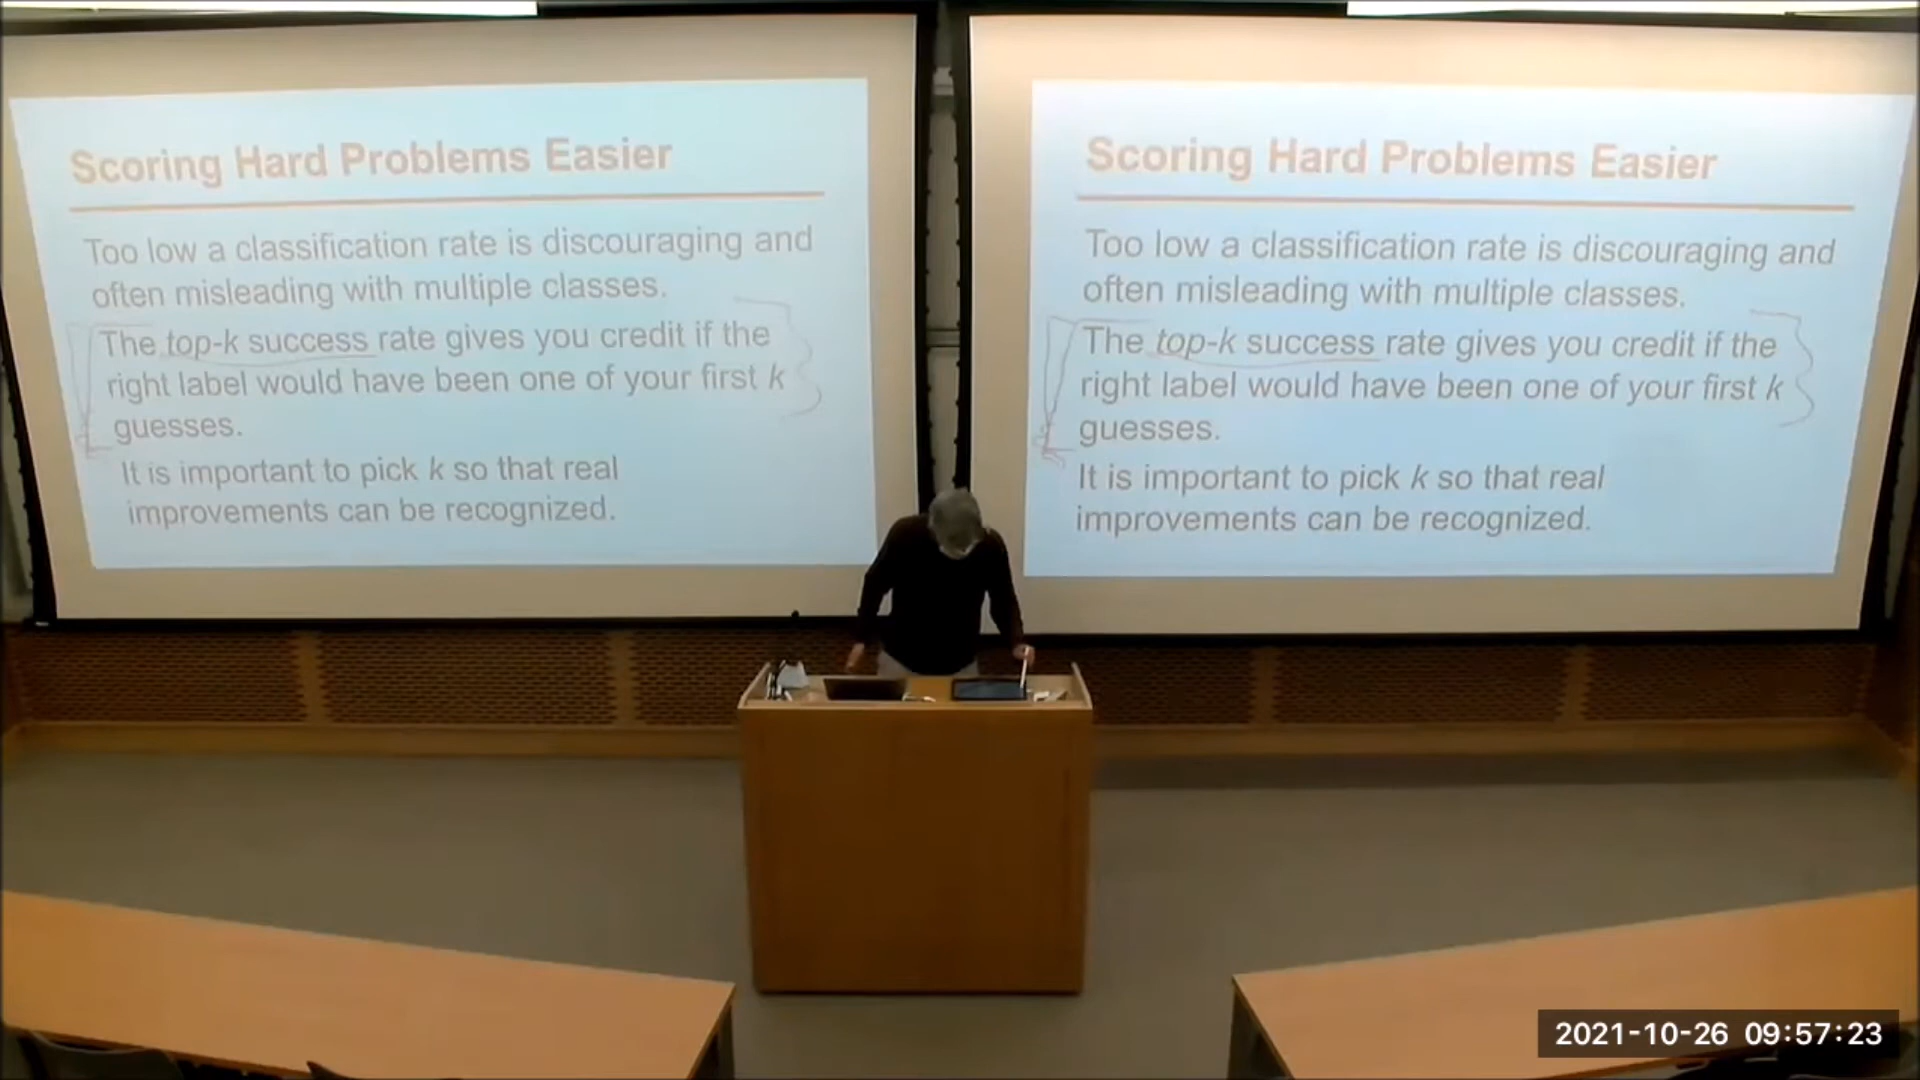 Scoring Hard Problems Easier
Too low a classification rate is discouraging and
often misleading with multiple classes.
The top-k success rate gives you credit if the
right label would have been one of your first k
guesses.
It is important to pick k so that real
improvements can be recognized.
Scoring Hard Problems Easier
Too low a classification rate is discouraging and
often misleading with multiple classes.
The top-k success rate gives you credit if the
right label would have been one of your first k
guesses.
It is important to pick k so that real
improvements can be recognized.
2021-10-26 09:57:23